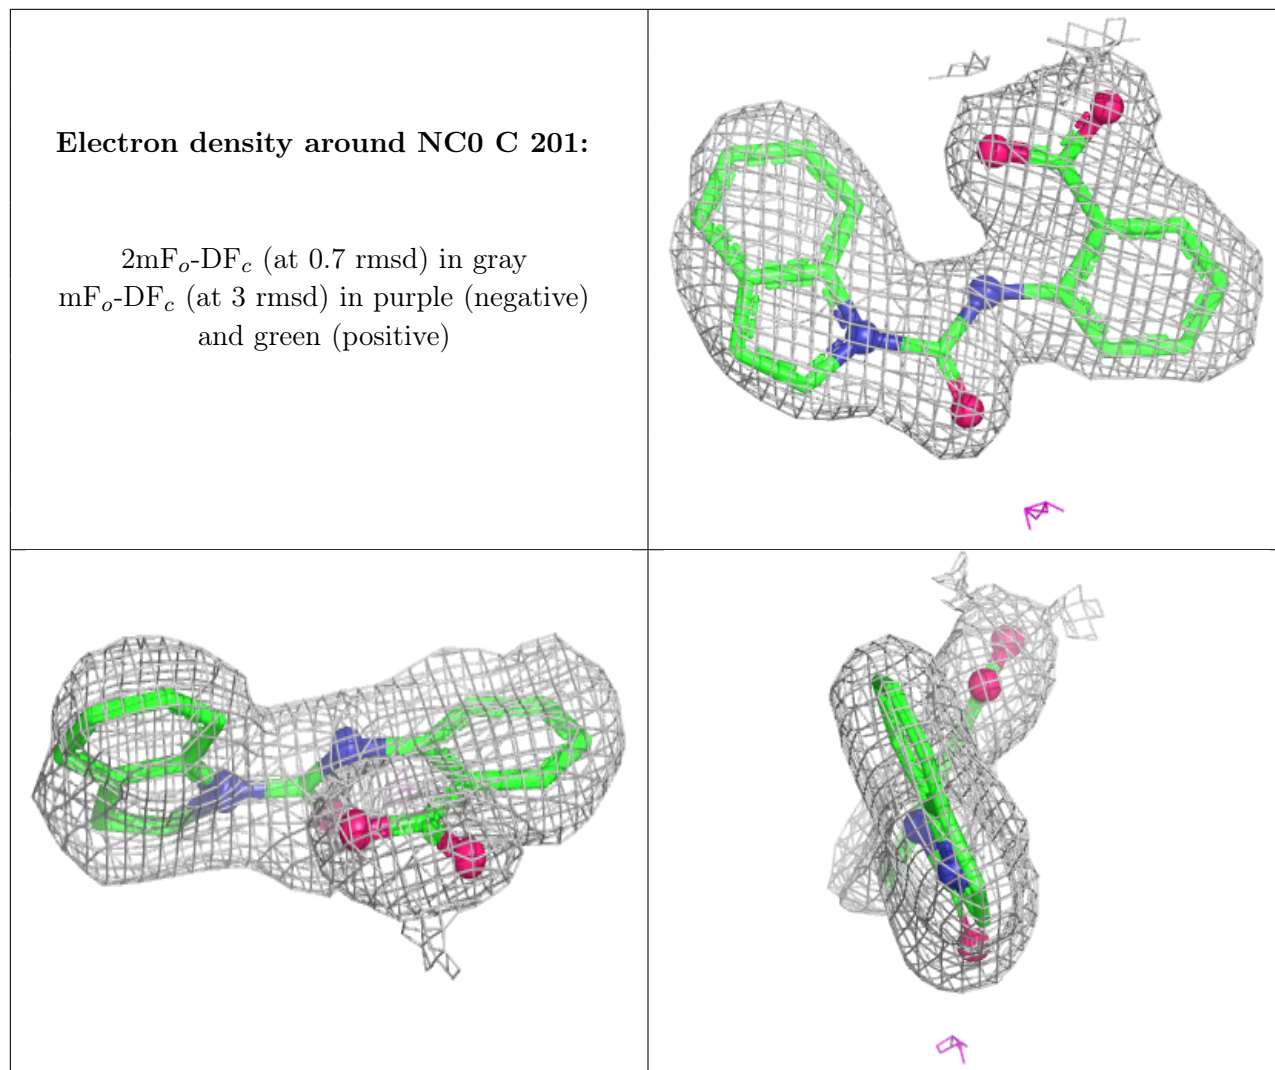 Electron density around NC0 C 201:
2mFo-DFc (at 0.7 rmsd) in gray
mFo-DFc (at 3 rmsd) in purple (negative)
and green (positive)